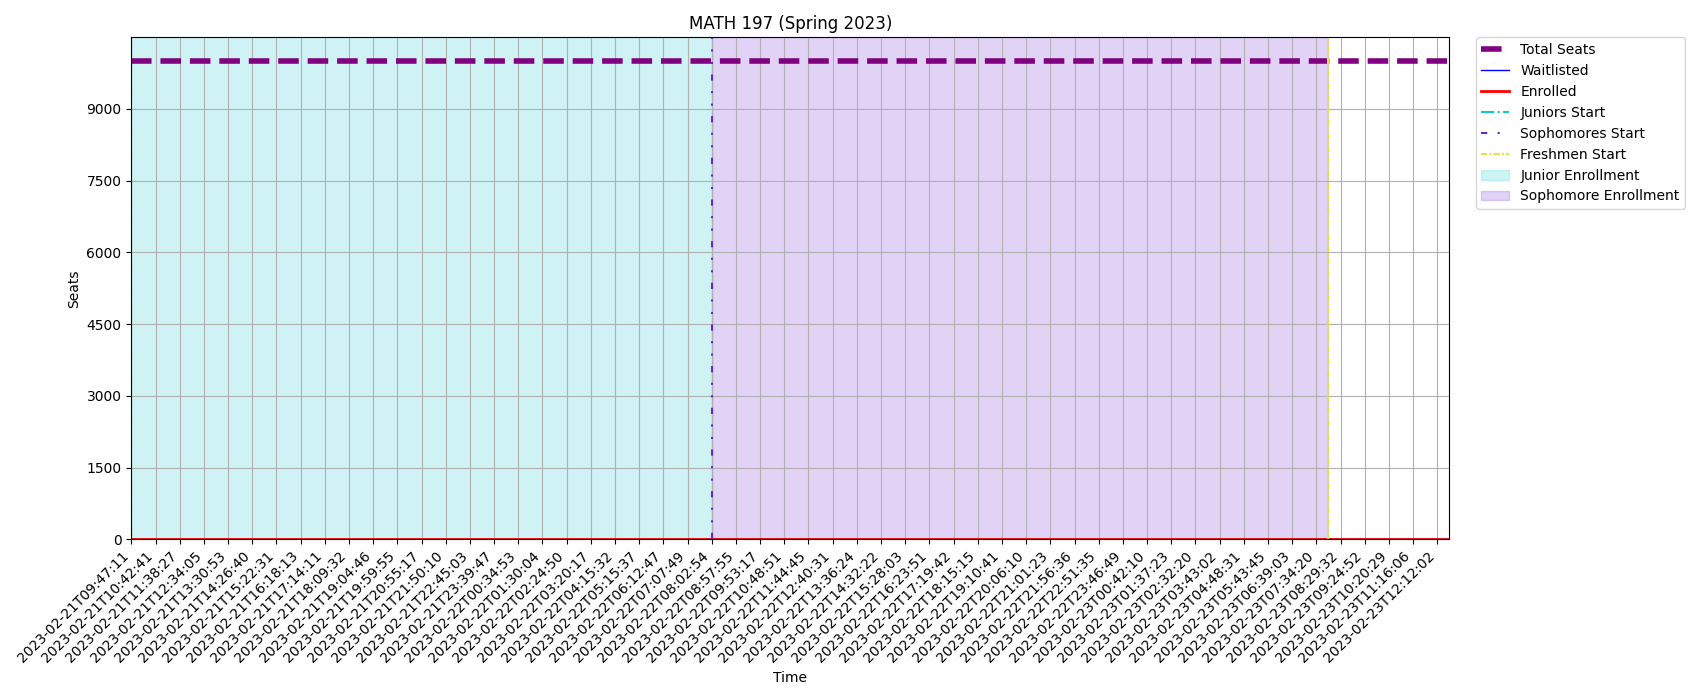 MATH 197 (Spring 2023)
Total Seats
Waitlisted
Enrolled
Juniors Start
Sophomores Start
Freshmen Start
Junior Enrollment
Sophomore Enrollment
Seats
9000
7500
6000
4500
3000
1500
0
2023-02-21T09:47:11
2023-02-21T10:42:41
2023-02-21T11:38:27
2023-02-21T12:34:05
2023-02-21T13:30:53
2023-02-21T14:26:40
2023-02-21T15:22:31
2023-02-21T16:18:13
2023-02-21T17:14:11
2023-02-21T18:09:32
2023-02-21T19:04:46
2023-02-21T19:59:55
2023-02-21T20:55:17
2023-02-21T21:50:10
2023-02-21T22:45:03
2023-02-21T23:39:47
2023-02-22T00:34:53
2023-02-22T01:30:04
2023-02-22T02:24:50
2023-02-22T03:20:17
2023-02-22T04:15:32
2023-02-22T05:15:37
2023-02-22T06:12:47
2023-02-22T07:07:49
2023-02-22T08:02:54
2023-02-22T08:57:55
2023-02-22T09:53:17
2023-02-22T10:48:51
2023-02-22T11:44:45
2023-02-22T12:40:31
2023-02-22T13:36:24
2023-02-22T14:32:22
2023-02-22T15:28:03
2023-02-22T16:23:51
2023-02-22T17:19:42
2023-02-22T18:15:15
2023-02-22T19:10:41
2023-02-22T20:06:10
2023-02-22T21:01:23
2023-02-22T21:56:36
2023-02-22T22:51:35
2023-02-22T23:46:49
2023-02-23T00:42:10
2023-02-23T01:37:23
2023-02-23T02:32:20
2023-02-23T03:43:02
2023-02-23T04:48:31
2023-02-23T05:43:45
2023-02-23T06:39:03
2023-02-23T07:34:20
2023-02-23T08:29:32
2023-02-23T09:24:52
2023-02-23T10:20:29
2023-02-23T11:16:06
2023-02-23T12:12:02
Time